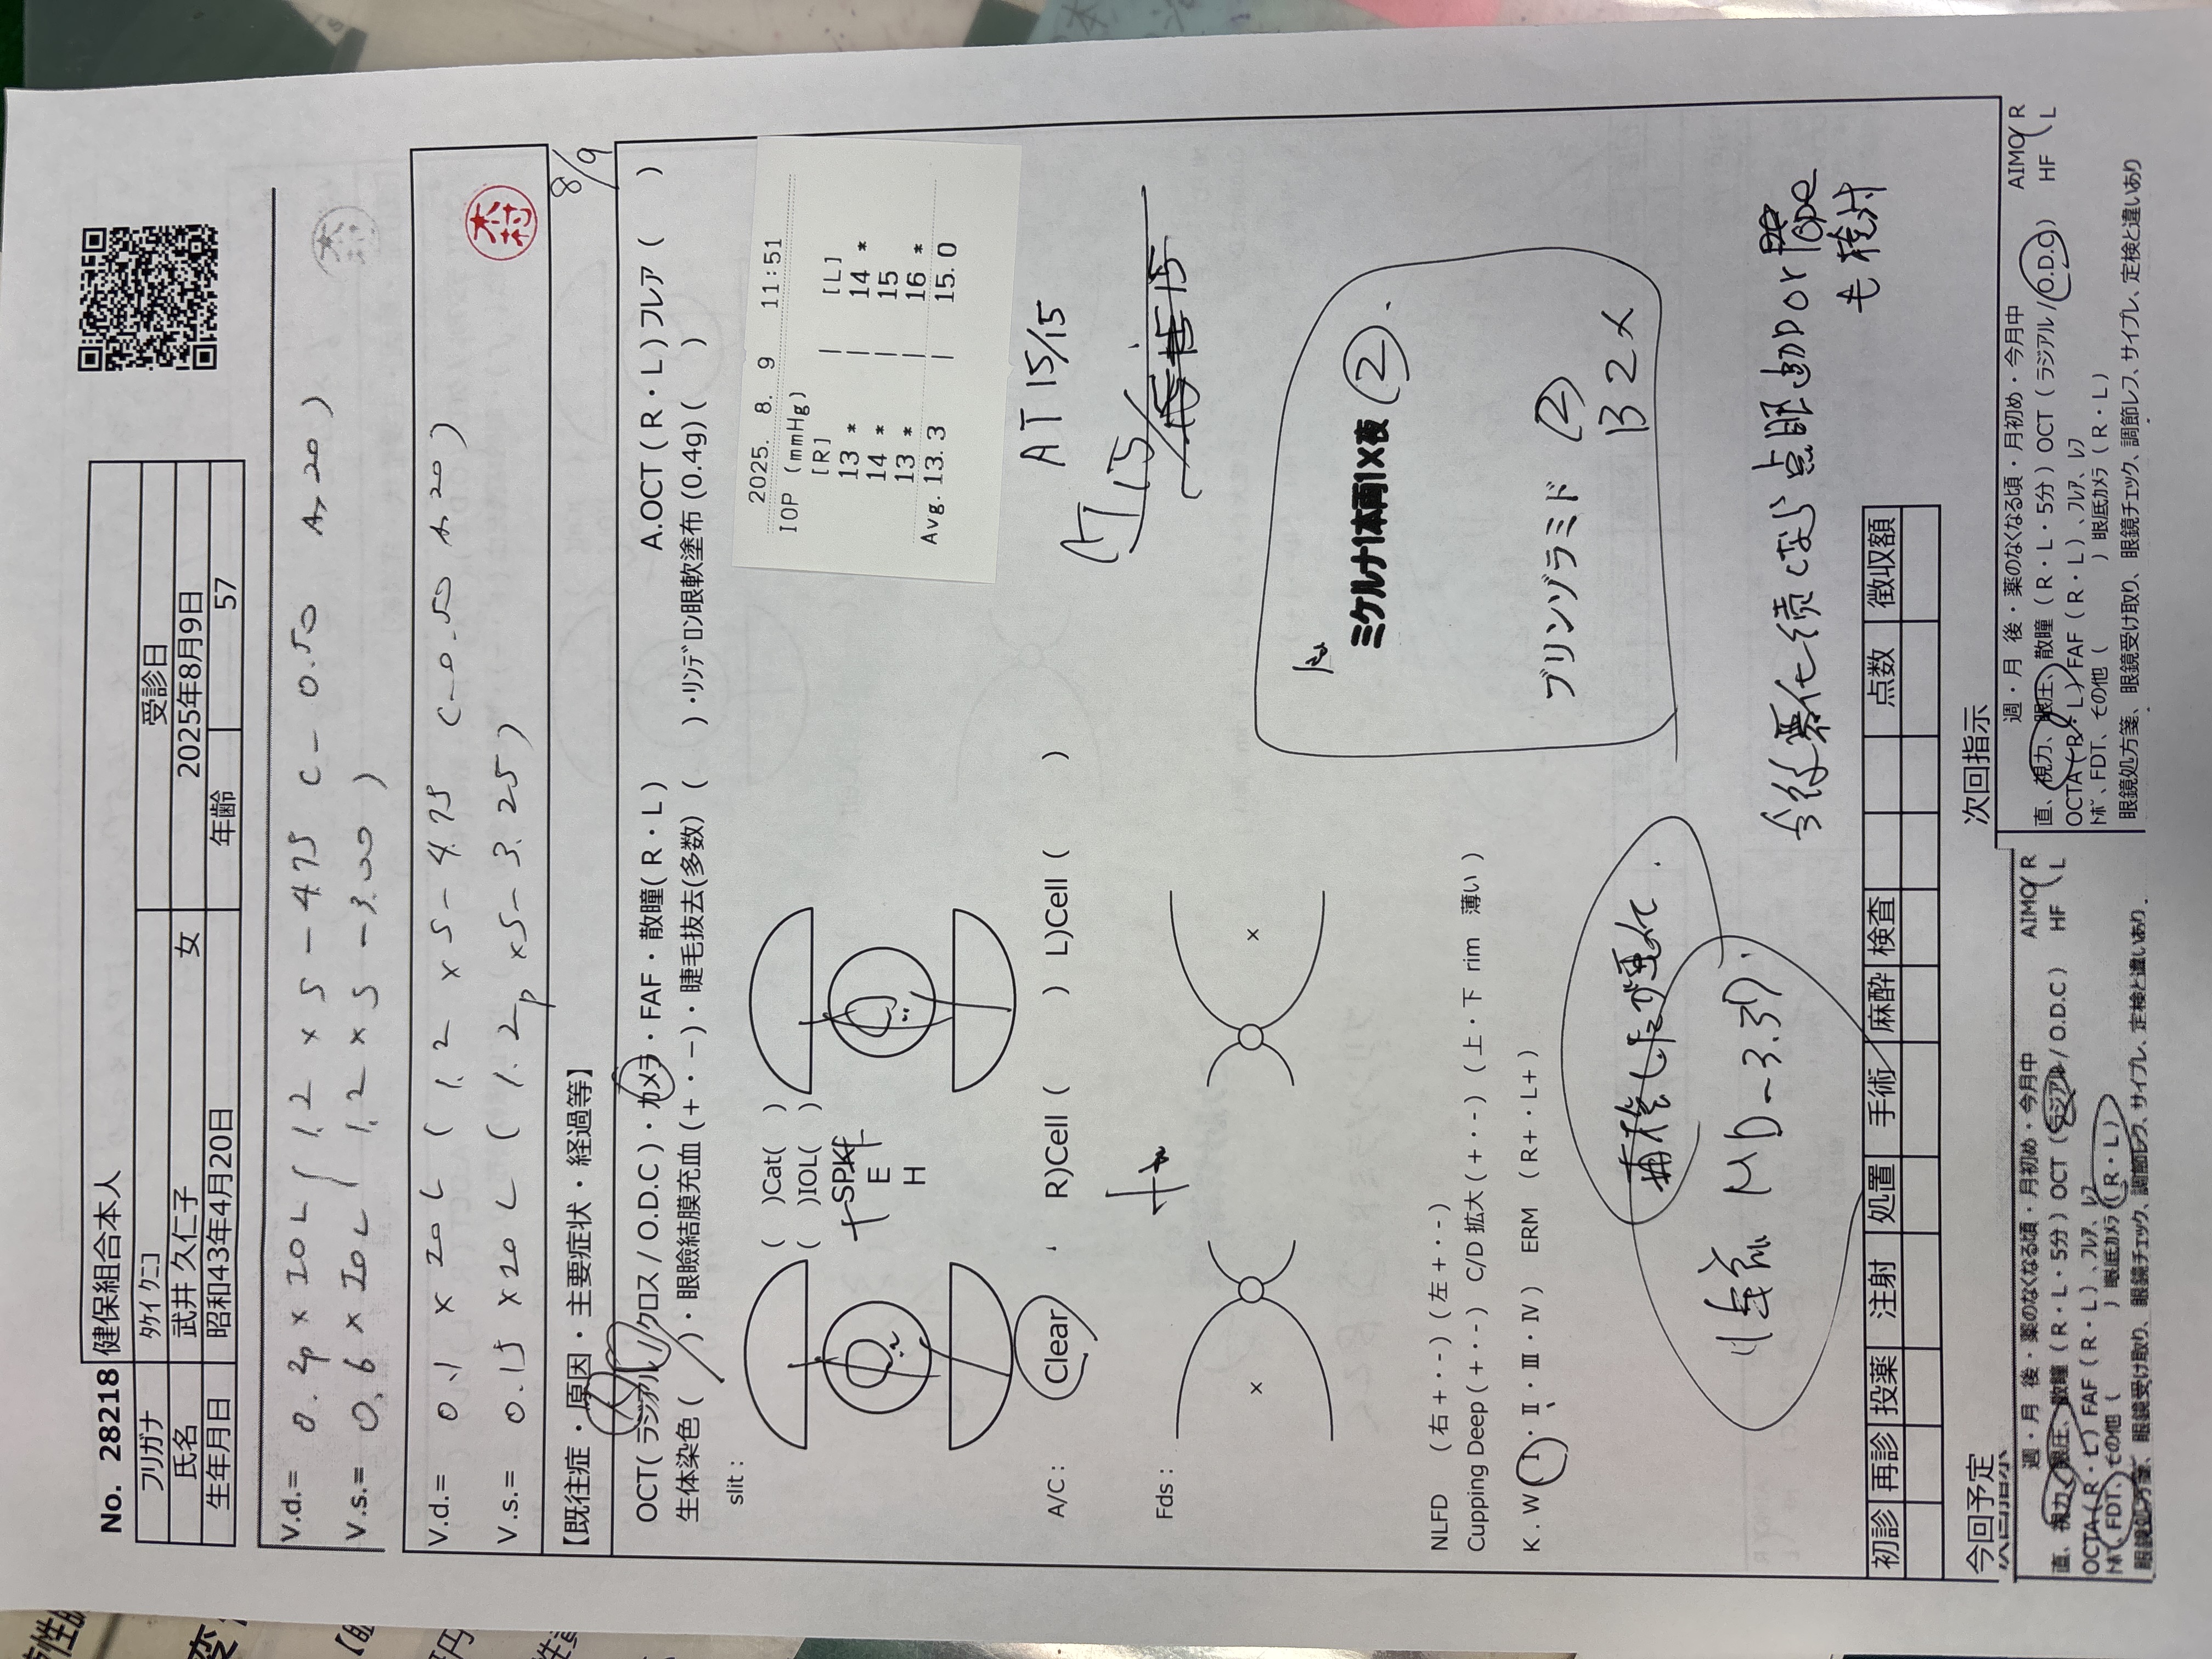 No. 28218 健保組合本人
フリガナ ﾀｹｲ ｸﾆｺ 受診日
氏名 武井 久仁子 女 2025年8月9日
生年月日 昭和43年4月20日 年齢 57
V.d.= 0.2p × IOL ( 1.2 × S - 4.75 C - 0.50 A× 20 )
V.s.= 0.6 × IOL ( 1.2 × S - 3.00 )
木村
V.d.= 0.1 × IOL ( 1.2 × S - 4.75 C - 0.50 A× 20 )
V.s.= 0.15 × IOL ( 1.2p × S - 3.25 )
木村
【既往症・原因・主要症状・経過等】
8/9
OCT( ラジアル / クロス / O.D.C )・カメラ・FAF・散瞳( R・L ) A.OCT ( R・L ) フレア ( )
生体染色 ( )・眼瞼結膜充血 (+・−)・睫毛抜去(多数) ( )・ﾘﾝﾃﾞﾛﾝ眼軟塗布 (0.4g) ( )
slit :
( )Cat( )
( )IOL( )
SPK
E
H
2025. 8. 9 11:51
IOP (mmHg)
[R] | [L]
13 * | 14 *
14 * | 15
13 * | 16 *
Avg. 13.3 | 15.0
A/C : Clear ・ R)Cell ( ) L)Cell ( )
AT 15/15
15/
15 15 15
Fds :
× ×
ミケルナ1本両1×夜 ②
NLFD (右 +・-) (左 +・-)
Cupping Deep (+・-) C/D 拡大 (+・-) (上・下 rim 薄い )
K . W ( Ⅰ・Ⅱ・Ⅲ・Ⅳ) ERM (R+・L+)
ブリンゾラミド ②
B 2×
再検したが悪化
MD -3.37
今後悪化続くなら点眼追加 or ope
も検討
初診 再診 投薬 注射 処置 手術 麻酔 検査 点数 徴収額
今回予定 次回指示
次回指示
週・月 後・薬のなくなる頃・月初め・今月中 AIMO R
直、視力、眼圧、散瞳 ( R・L・5分 ) OCT ( ラジアル / O.D.C ) HF L
OCTA ( R・L ) FAF ( R・L ) 、ﾌﾚｱ、ﾚﾌ
ﾄﾎﾟ、FDT、その他 ( ) 眼底カメラ ( R・L )
眼鏡処方箋、眼鏡受け取り、眼鏡チェック、調節レフ、サイプレ、定検と違いあり
週・月 後・薬のなくなる頃・月初め・今月中 AIMO R
直、視力、眼圧、散瞳 ( R・L・5分 ) OCT ( ラジアル / O.D.C ) HF L
OCTA ( R・L ) FAF ( R・L ) 、ﾌﾚｱ、ﾚﾌ
ﾄﾎﾟ、FDT、その他 ( ) 眼底カメラ ( R・L )
眼鏡処方箋、眼鏡受け取り、眼鏡チェック、調節レフ、サイプレ、定検と違いあり